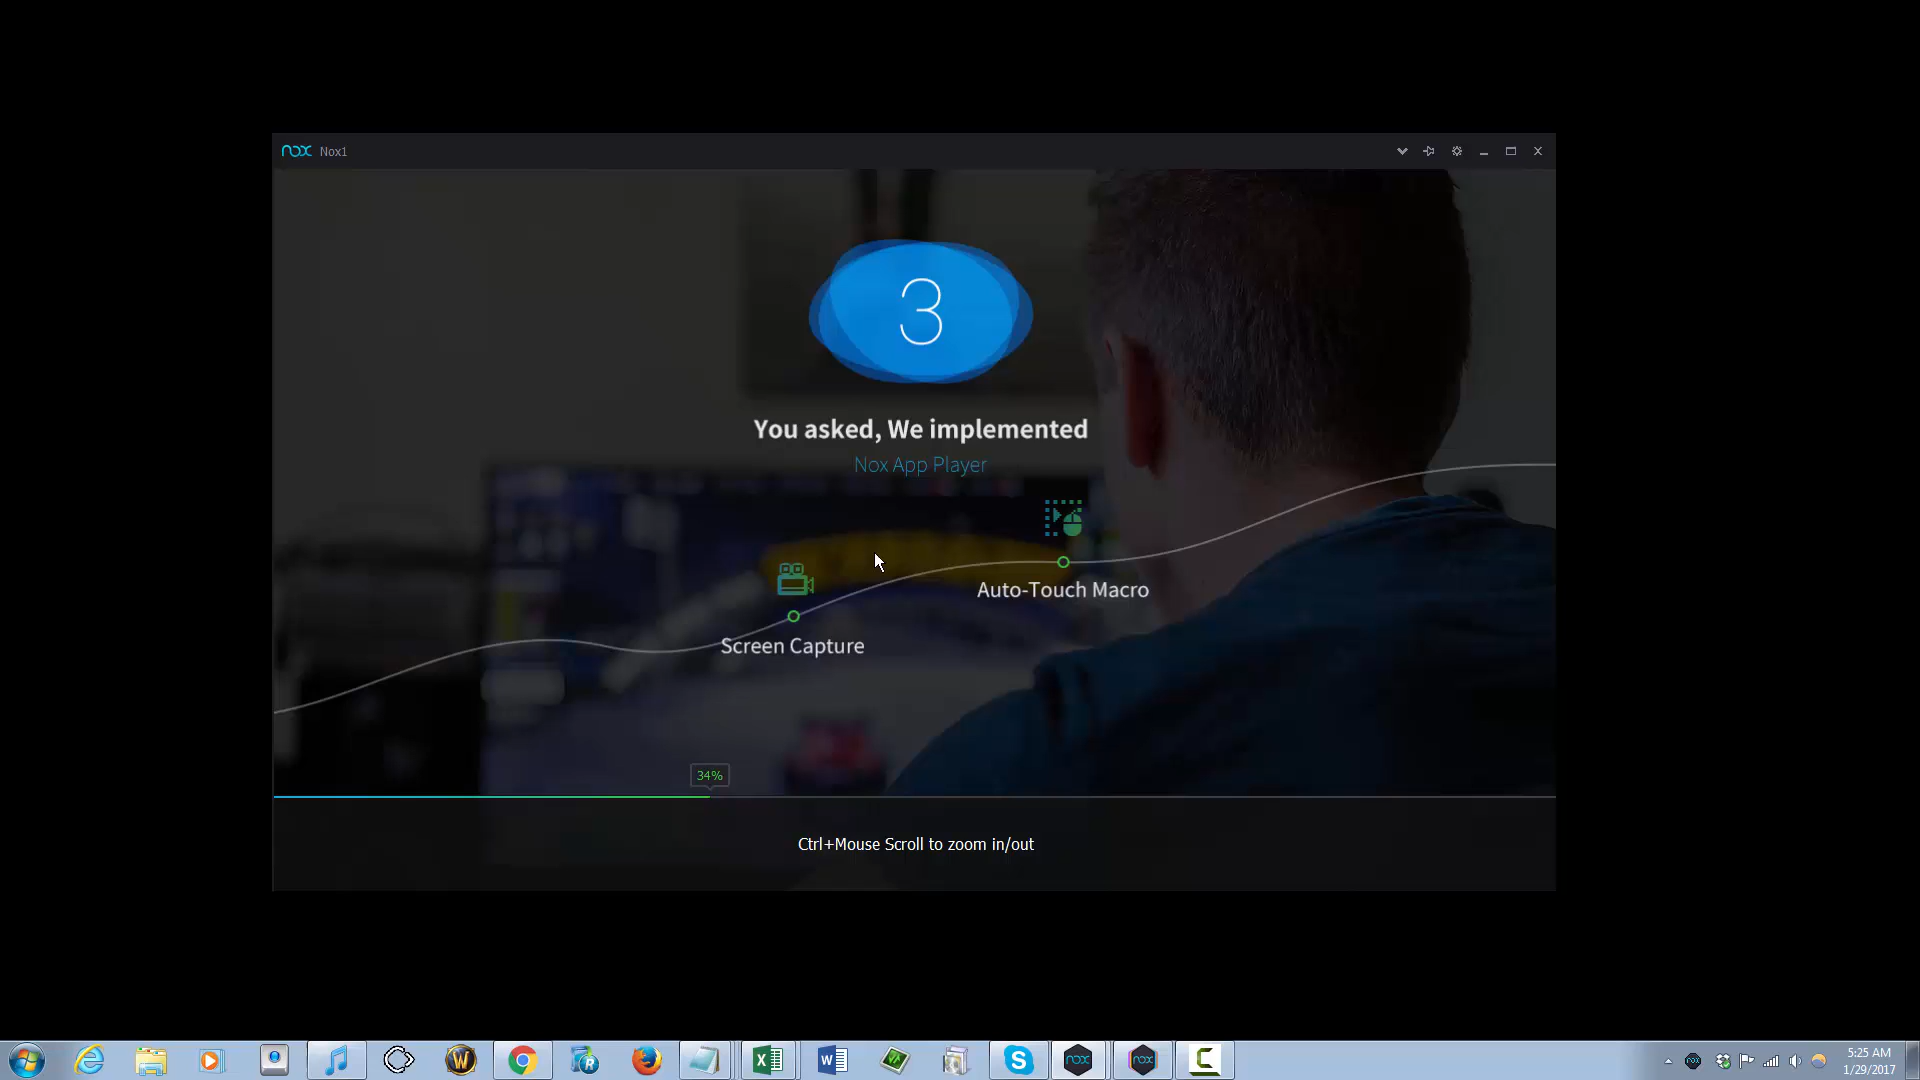 nox Nox1
3
You asked, We implemented
Nox App Player
Auto-Touch Macro
Screen Capture
34%
Ctrl+Mouse Scroll to zoom in/out
5:25 AM
1/29/2017